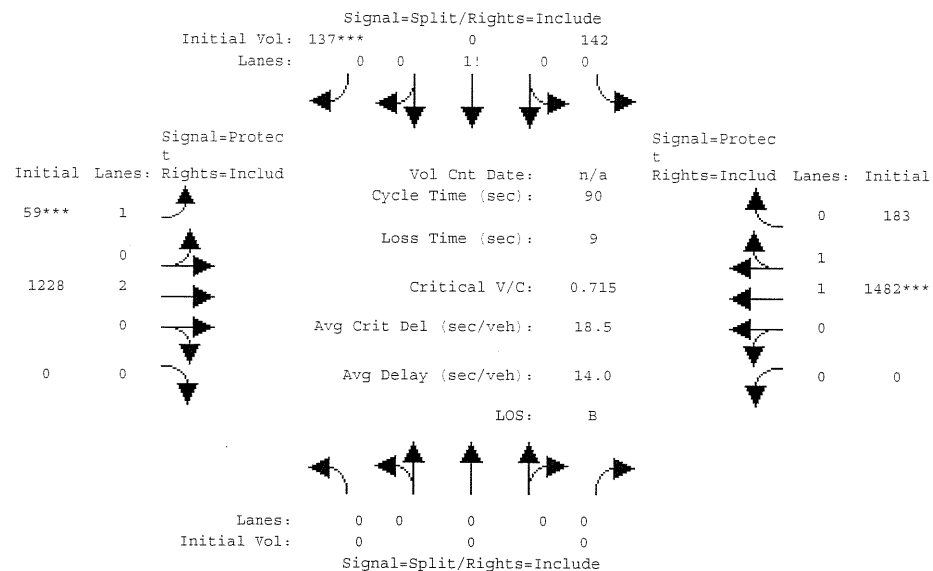 Signal=Split/Rights=Include
Initial Vol: 137*** 0 142
Lanes: 0 0 1! 0 0
Signal=Protec
t
Signal=Protec
t
Initial Lanes: Rights=Includ Vol Cnt Date: n/a Rights=Includ Lanes: Initial
Cycle Time (sec): 90
59*** 1 0 183
Loss Time (sec): 9
0 1
1228 2 Critical V/C: 0.715 1 1482***
0 Avg Crit Del (sec/veh): 18.5 0
0 0 Avg Delay (sec/veh): 14.0 0 0
LOS: B
Lanes: 0 0 0 0 0
Initial Vol: 0 0 0
Signal=Split/Rights=Include